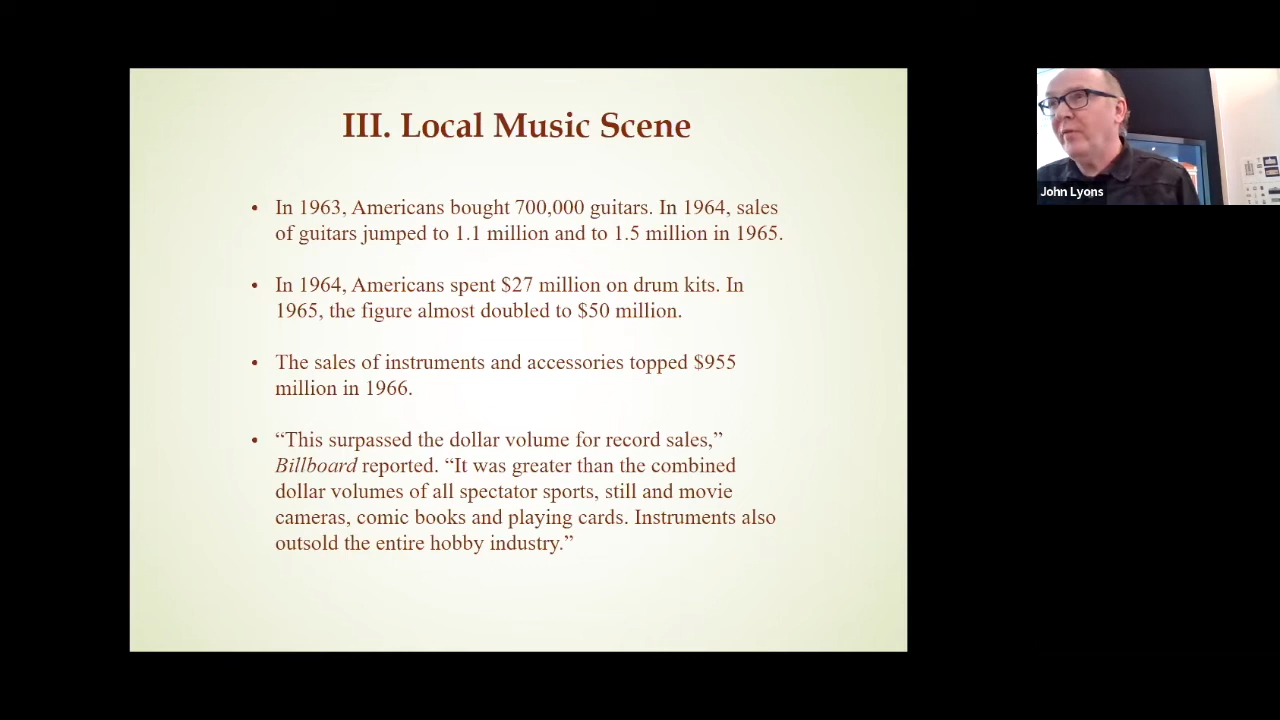 III. Local Music Scene
• In 1963, Americans bought 700,000 guitars. In 1964, sales
of guitars jumped to 1.1 million and to 1.5 million in 1965.
• In 1964, Americans spent $27 million on drum kits. In
1965, the figure almost doubled to $50 million.
• The sales of instruments and accessories topped $955
million in 1966.
• “This surpassed the dollar volume for record sales,”
Billboard reported. “It was greater than the combined
dollar volumes of all spectator sports, still and movie
cameras, comic books and playing cards. Instruments also
outsold the entire hobby industry.”
John Lyons